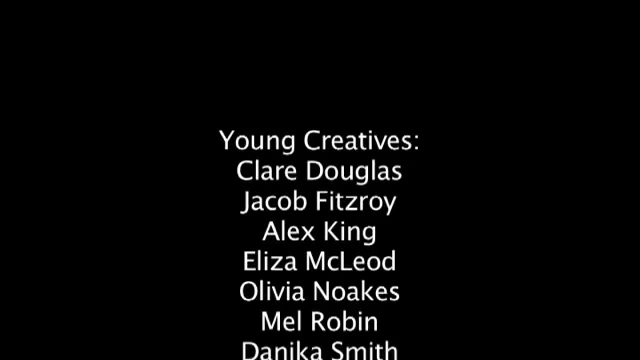 Young Creatives:
Clare Douglas
Jacob Fitzroy
Alex King
Eliza McLeod
Olivia Noakes
Mel Robin
Danika Smith